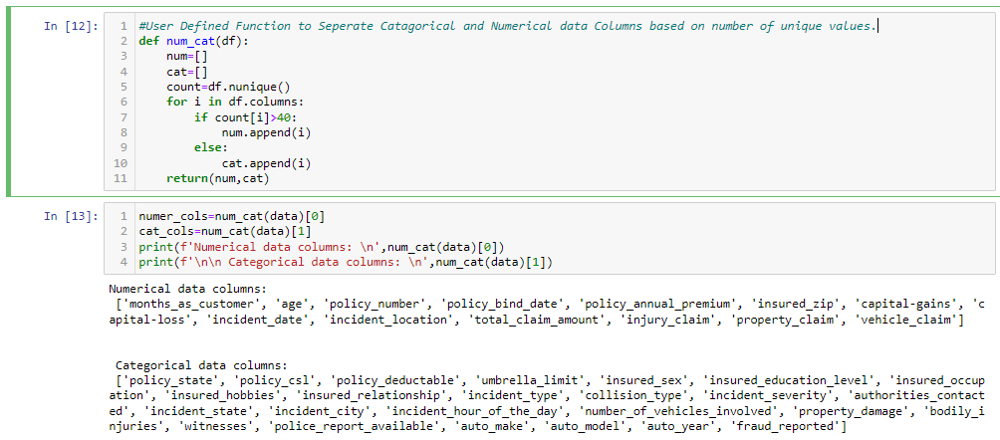 In [12]:
1 #User Defined Function to Seperate Catagorical and Numerical data Columns based on number of unique values.
2 def num_cat(df):
3     num=[]
4     cat=[]
5     count=df.nunique()
6     for i in df.columns:
7         if count[i]>40:
8             num.append(i)
9         else:
10             cat.append(i)
11     return(num,cat)
In [13]:
1 numer_cols=num_cat(data)[0]
2 cat_cols=num_cat(data)[1]
3 print(f'Numerical data columns: \n',num_cat(data)[0])
4 print(f'\n\n Categorical data columns: \n',num_cat(data)[1])
Numerical data columns:
 ['months_as_customer', 'age', 'policy_number', 'policy_bind_date', 'policy_annual_premium', 'insured_zip', 'capital-gains', 'c
apital-loss', 'incident_date', 'incident_location', 'total_claim_amount', 'injury_claim', 'property_claim', 'vehicle_claim']
 Categorical data columns:
 ['policy_state', 'policy_csl', 'policy_deductable', 'umbrella_limit', 'insured_sex', 'insured_education_level', 'insured_occup
ation', 'insured_hobbies', 'insured_relationship', 'incident_type', 'collision_type', 'incident_severity', 'authorities_contact
ed', 'incident_state', 'incident_city', 'incident_hour_of_the_day', 'number_of_vehicles_involved', 'property_damage', 'bodily_i
njuries', 'witnesses', 'police_report_available', 'auto_make', 'auto_model', 'auto_year', 'fraud_reported']